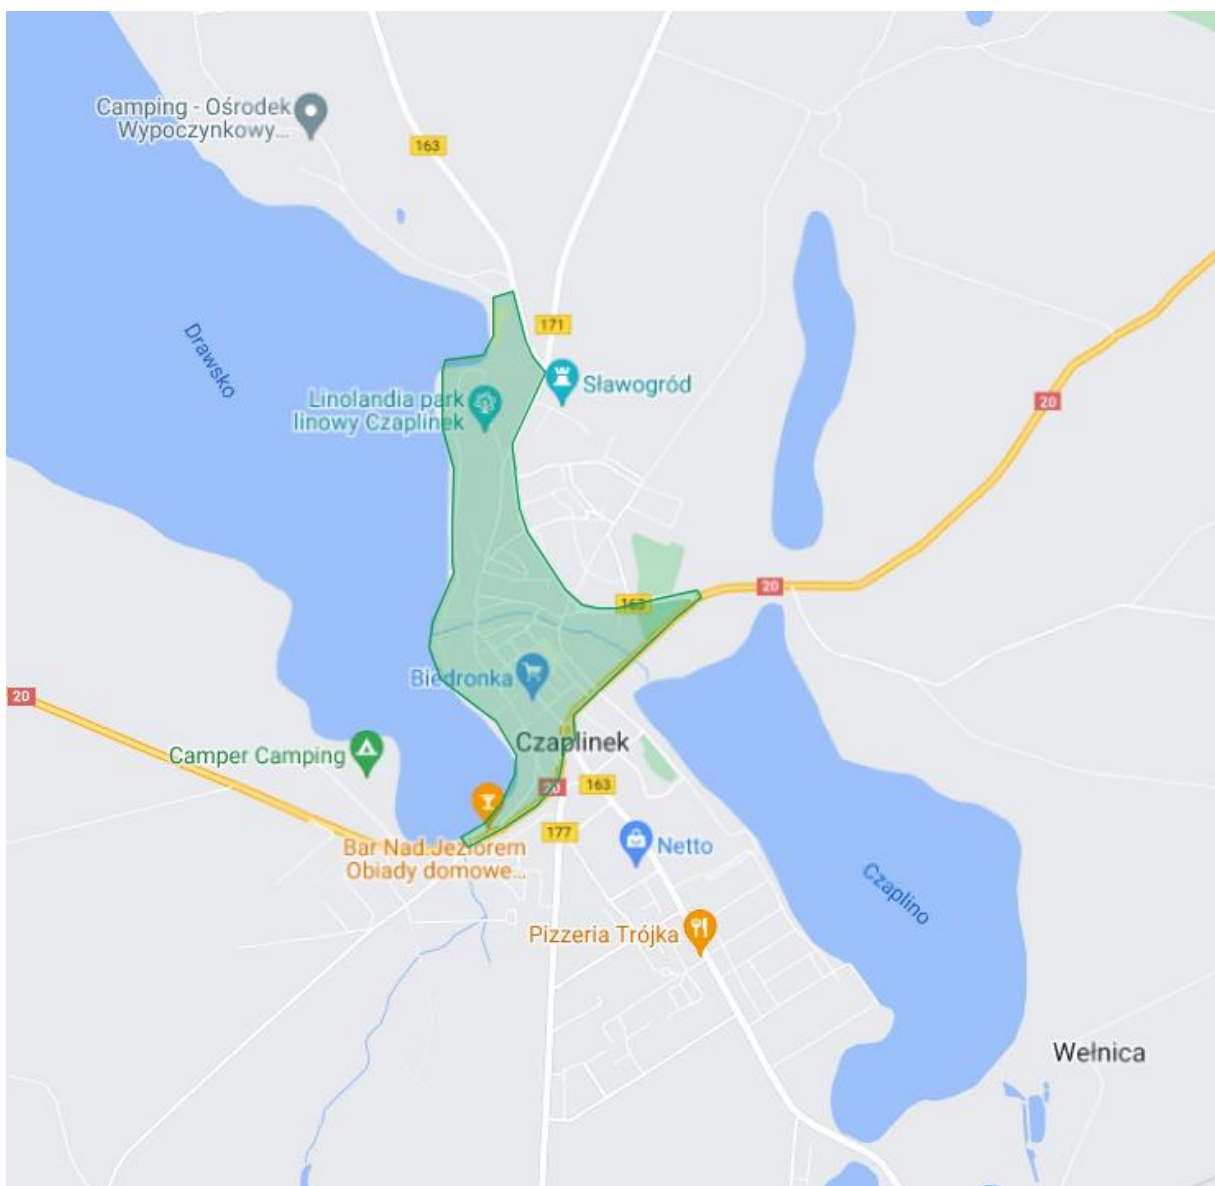 Camping - Ośrodek
Wypoczynkowy...
163
Drawsko
171
Sławogród
Linolandia park
linowy Czaplinek
20
20
163
Biedronka
20
Czaplinek
Camper Camping
20
163
177
Bar Nad Jeziorem
Obiady domowe...
Netto
Czaplino
Pizzeria Trójka
Wełnica